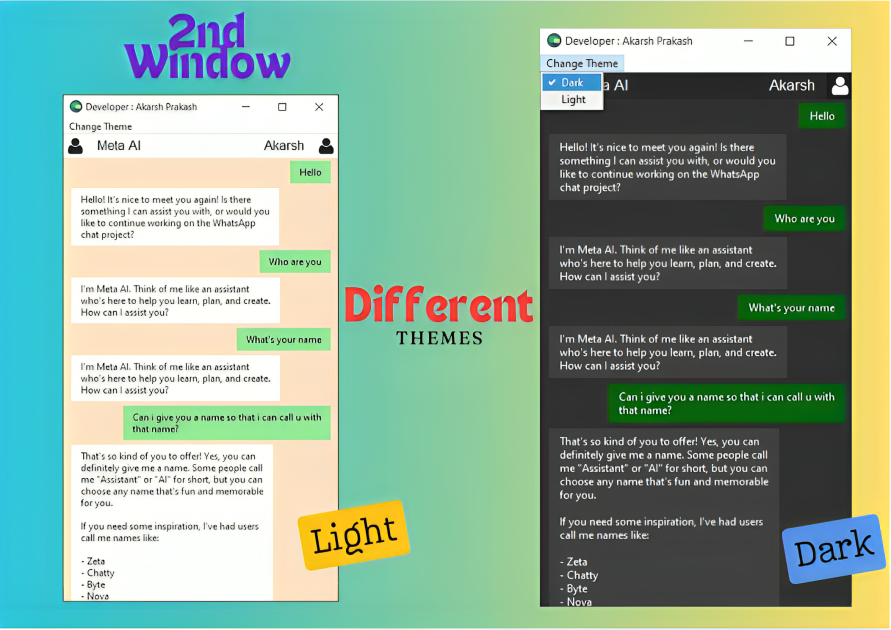 2nd
Window
Developer : Akarsh Prakash
Change Theme
Meta AI
Akarsh
Hello
Hello! It's nice to meet you again! Is there
something I can assist you with, or would you
like to continue working on the WhatsApp
chat project?
Who are you
I'm Meta AI. Think of me like an assistant
who's here to help you learn, plan, and create.
How can I assist you?
What's your name
I'm Meta AI. Think of me like an assistant
who's here to help you learn, plan, and create.
How can I assist you?
Can i give you a name so that i can call u with
that name?
That's so kind of you to offer! Yes, you can
definitely give me a name. Some people call
me "Assistant" or "AI" for short, but you can
choose any name that's fun and memorable
for you.
If you need some inspiration, I've had users
call me names like:
- Zeta
- Chatty
- Byte
- Nova
Light
Different
THEMES
Developer : Akarsh Prakash
Change Theme
Dark
Light
a AI
Akarsh
Hello
Hello! It's nice to meet you again! Is there
something I can assist you with, or would you
like to continue working on the WhatsApp
chat project?
Who are you
I'm Meta AI. Think of me like an assistant
who's here to help you learn, plan, and create.
How can I assist you?
What's your name
I'm Meta AI. Think of me like an assistant
who's here to help you learn, plan, and create.
How can I assist you?
Can i give you a name so that i can call u with
that name?
That's so kind of you to offer! Yes, you can
definitely give me a name. Some people call
me "Assistant" or "AI" for short, but you can
choose any name that's fun and memorable
for you.
If you need some inspiration, I've had users
call me names like:
- Zeta
- Chatty
- Byte
- Nova
Dark